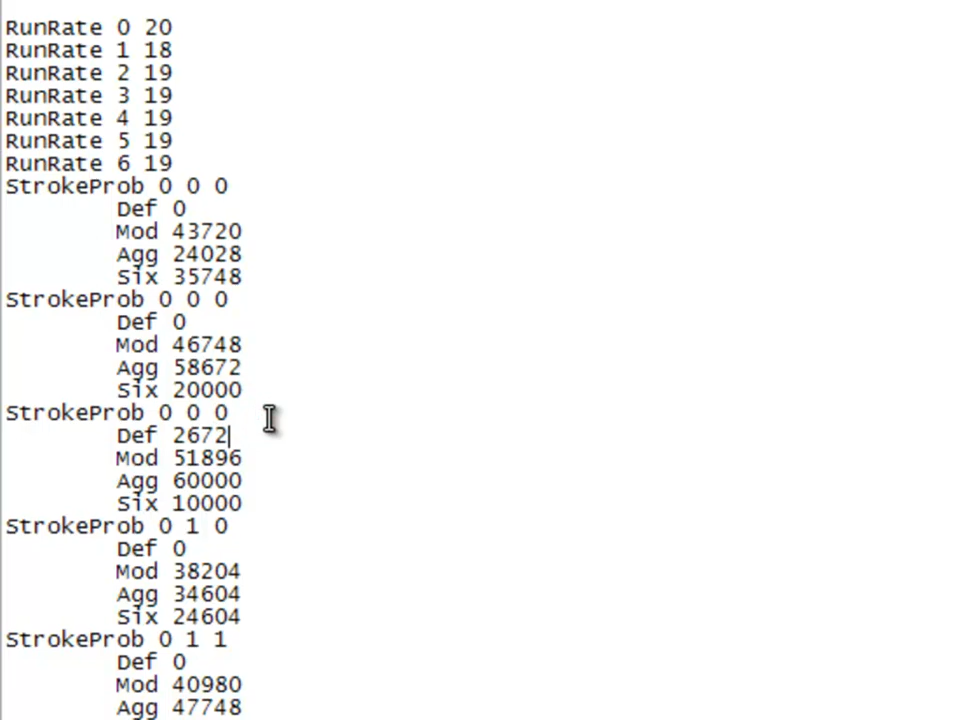 RunRate 0 20
RunRate 1 18
RunRate 2 19
RunRate 3 19
RunRate 4 19
RunRate 5 19
RunRate 6 19
StrokeProb 0 0 0
Def 0
Mod 43720
Agg 24028
Six 35748
StrokeProb 0 0 0
Def 0
Mod 46748
Agg 58672
Six 20000
StrokeProb 0 0 0
Def 2672
Mod 51896
Agg 60000
Six 10000
StrokeProb 0 1 0
Def 0
Mod 38204
Agg 34604
Six 24604
StrokeProb 0 1 1
Def 0
Mod 40980
Agg 47748